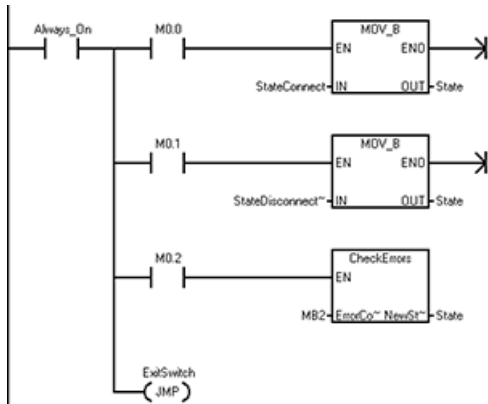 Always_On M0.0 MOV_B
EN ENO
StateConnect IN OUT State
M0.1 MOV_B
EN ENO
StateDisconnect~ IN OUT State
M0.2 CheckErrors
EN
MB2 ErrorCo~ NewSt~ State
ExitSwitch
JMP